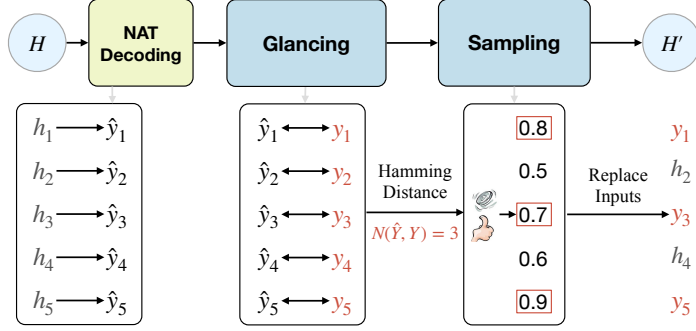 H
NAT
Decoding
Glancing
Sampling
H′
h₁ ŷ₁
h₂ ŷ₂
h₃ ŷ₃
h₄ ŷ₄
h₅ ŷ₅
ŷ₁ y₁
ŷ₂ y₂
ŷ₃ y₃
ŷ₄ y₄
ŷ₅ y₅
Hamming
Distance
N(Ŷ, Y) = 3
0.8
0.5
0.7
0.6
0.9
Replace
Inputs
y₁
h₂
y₃
h₄
y₅